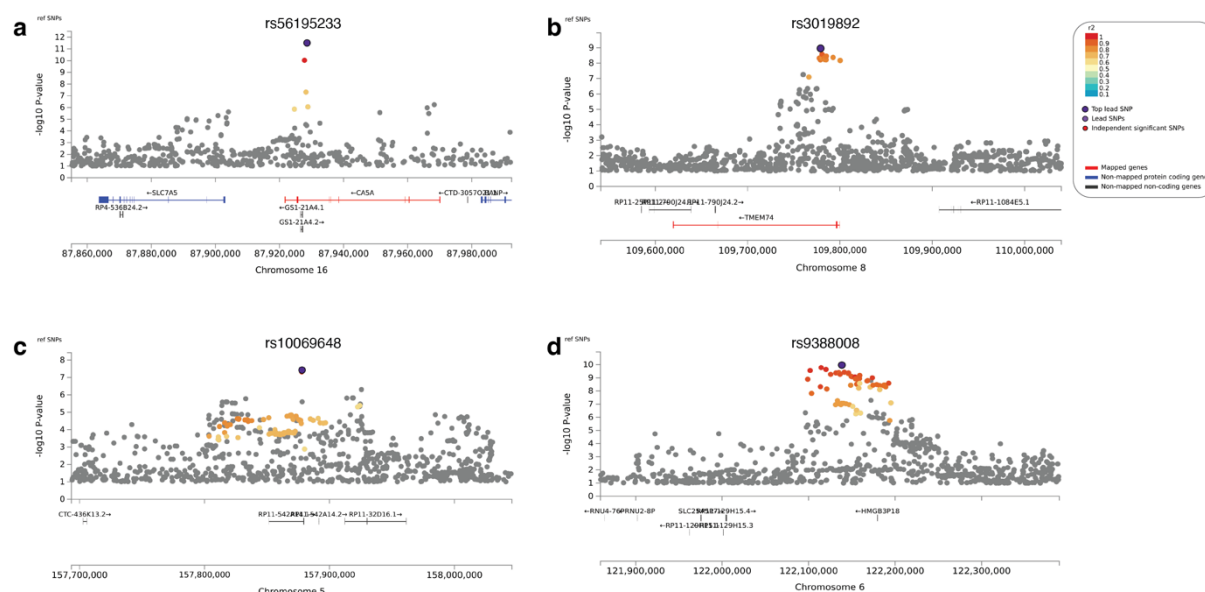 a
ref SNPs
rs56195233
12
11
10
9
8
7
6
5
4
3
2
1
0
-log10 P-value
←SLC7A5
←CA5A
RP4-536B24.2→
←GS1-21A4.1
GS1-21A4.2→
87,860,000 87,880,000 87,900,000 87,920,000 87,940,000 87,960,000 87,980,000
Chromosome 16
b
ref SNPs
rs3019892
9
8
7
6
5
4
3
2
1
0
-log10 P-value
←TMEM74
←RP11-1084E5.1
109,600,000 109,700,000 109,800,000 109,900,000 110,000,000
Chromosome 8
r2
1
0.9
0.8
0.7
0.6
0.5
0.4
0.3
0.2
0.1
Top lead SNP
Lead SNPs
Independent significant SNPs
Mapped genes
Non-mapped protein coding genes
Non-mapped non-coding genes
c
ref SNPs
rs10069648
8
7
6
5
4
3
2
1
0
-log10 P-value
CTC-436K13.2→
RP11-32D16.1→
157,700,000 157,800,000 157,900,000 158,000,000
Chromosome 5
d
ref SNPs
rs9388008
10
9
8
7
6
5
4
3
2
1
0
-log10 P-value
←HMGB3P18
121,900,000 122,000,000 122,100,000 122,200,000 122,300,000
Chromosome 6